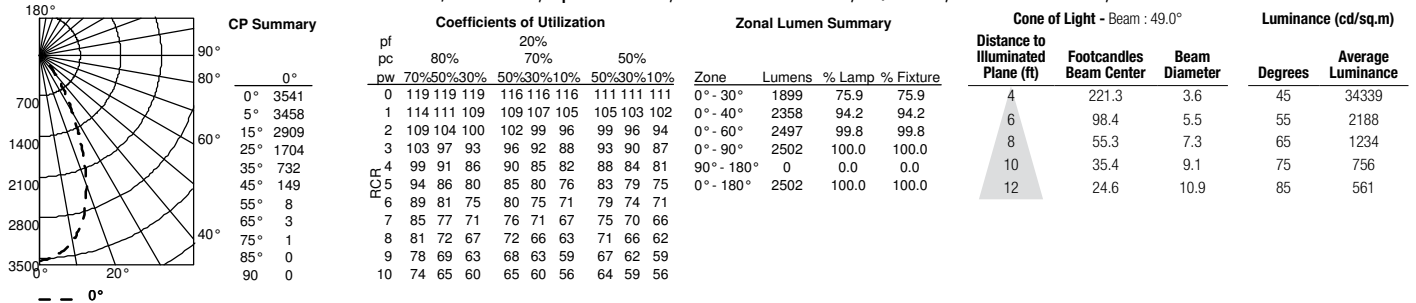 180°
90°
80°
60°
40°
20°
0°
700
1400
2100
2800
3500
0°
CP Summary
0°
0° 3541
5° 3458
15° 2909
25° 1704
35° 732
45° 149
55° 8
65° 3
75° 1
85° 0
90 0
Coefficients of Utilization
pf 20%
pc 80% 70% 50%
pw 70%50%30% 50%30%10% 50%30%10%
RCR
0 119 119 119 116 116 116 111 111 111
1 114 111 109 109 107 105 105 103 102
2 109 104 100 102 99 96 99 96 94
3 103 97 93 96 92 88 93 90 87
4 99 91 86 90 85 82 88 84 81
5 94 86 80 85 80 76 83 79 75
6 89 81 75 80 75 71 79 74 71
7 85 77 71 76 71 67 75 70 66
8 81 72 67 72 66 63 71 66 62
9 78 69 63 68 63 59 67 62 59
10 74 65 60 65 60 56 64 59 56
Zonal Lumen Summary
Zone Lumens % Lamp % Fixture
0° - 30° 1899 75.9 75.9
0° - 40° 2358 94.2 94.2
0° - 60° 2497 99.8 99.8
0° - 90° 2502 100.0 100.0
90° - 180° 0 0.0 0.0
0° - 180° 2502 100.0 100.0
Cone of Light - Beam : 49.0°
Distance to
Illuminated
Plane (ft)
Footcandles
Beam Center
Beam
Diameter
4 221.3 3.6
6 98.4 5.5
8 55.3 7.3
10 35.4 9.1
12 24.6 10.9
Luminance (cd/sq.m)
Degrees
Average
Luminance
45 34339
55 2188
65 1234
75 756
85 561